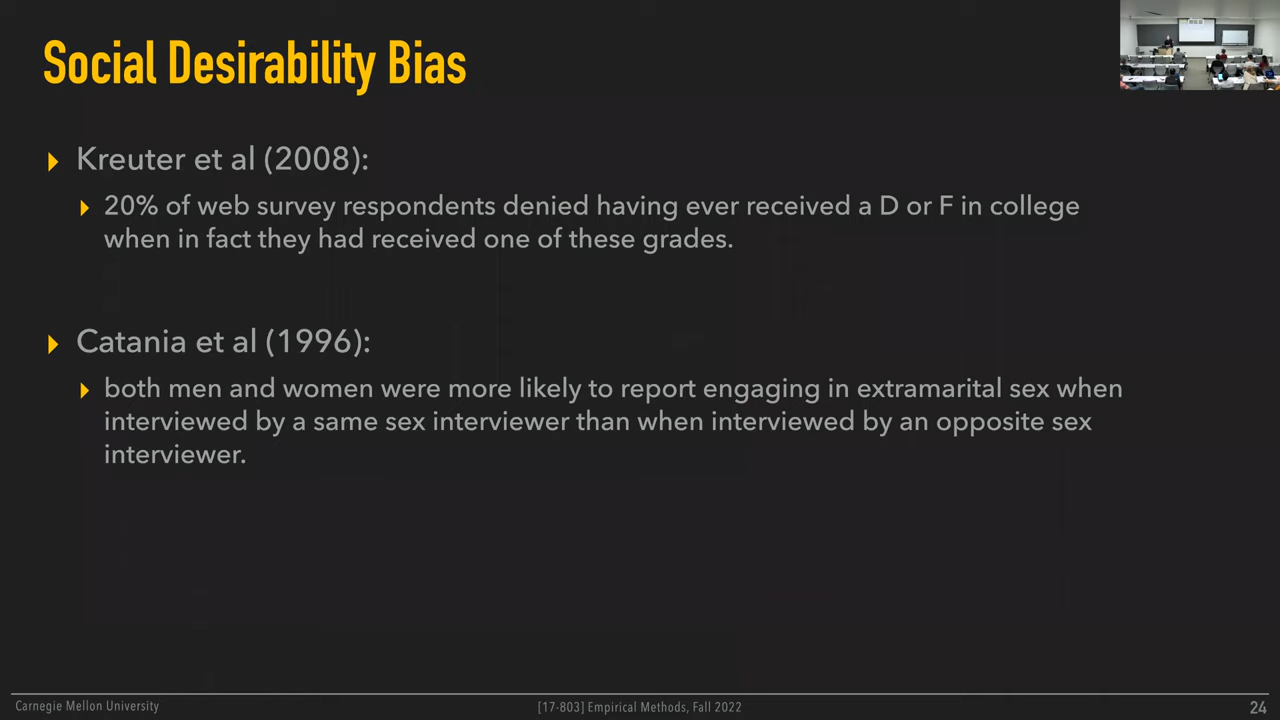 Social Desirability Bias
Kreuter et al (2008):
20% of web survey respondents denied having ever received a D or F in college
when in fact they had received one of these grades.
Catania et al (1996):
both men and women were more likely to report engaging in extramarital sex when
interviewed by a same sex interviewer than when interviewed by an opposite sex
interviewer.
Carnegie Mellon University
[17-803] Empirical Methods, Fall 2022
24